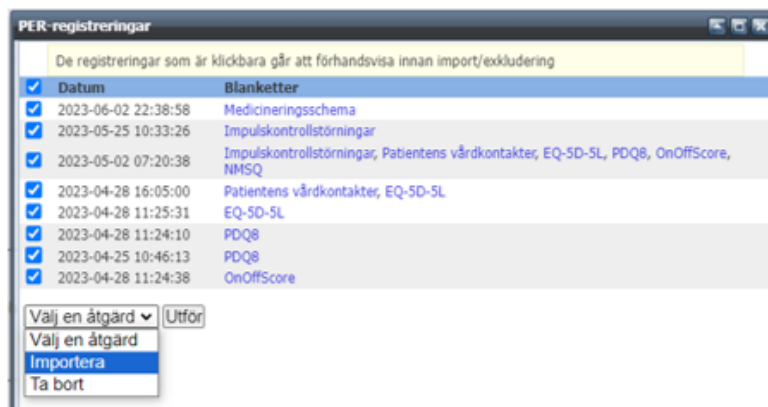 PER-registreringar
De registreringar som är klickbara går att förhandsvisa innan import/exkludering
Datum Blanketter
2023-06-02 22:38:58 Medicineringsschema
2023-05-25 10:33:26 Impulskontrollstörningar
2023-05-02 07:20:38 Impulskontrollstörningar, Patientens vårdkontakter, EQ-5D-5L, PDQ8, OnOffScore,
NMSQ
2023-04-28 16:05:00 Patientens vårdkontakter, EQ-5D-5L
2023-04-28 11:25:31 EQ-5D-5L
2023-04-28 11:24:10 PDQ8
2023-04-25 10:46:13 PDQ8
2023-04-28 11:24:38 OnOffScore
Välj en åtgärd Utför
Välj en åtgärd
Importera
Ta bort